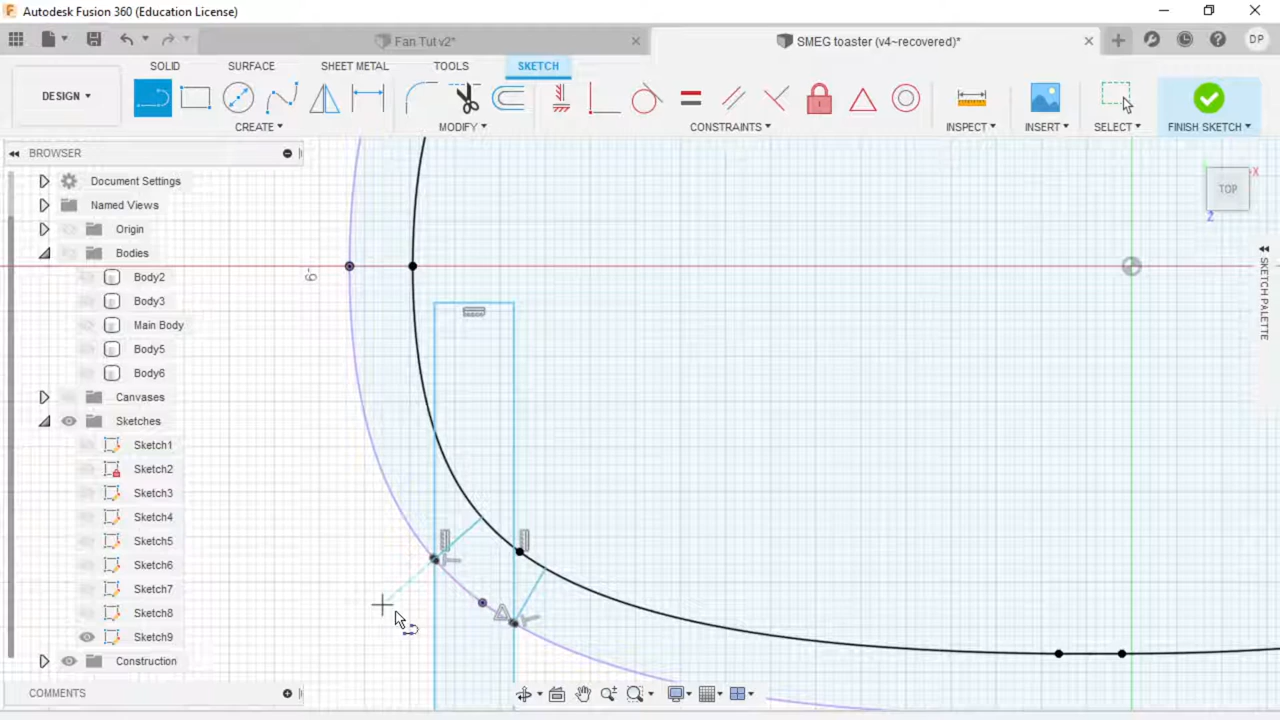 Autodesk Fusion 360 (Education License)
Fan Tut v2*
SMEG toaster (v4~recovered)*
DP
SOLID
SURFACE
SHEET METAL
TOOLS
SKETCH
DESIGN
CREATE
MODIFY
CONSTRAINTS
INSPECT
INSERT
SELECT
FINISH SKETCH
BROWSER
Document Settings
Named Views
Origin
Bodies
Body2
Body3
Main Body
Body5
Body6
Canvases
Sketches
Sketch1
Sketch2
Sketch3
Sketch4
Sketch5
Sketch6
Sketch7
Sketch8
Sketch9
Construction
COMMENTS
TOP
X
Z
SKETCH PALETTE